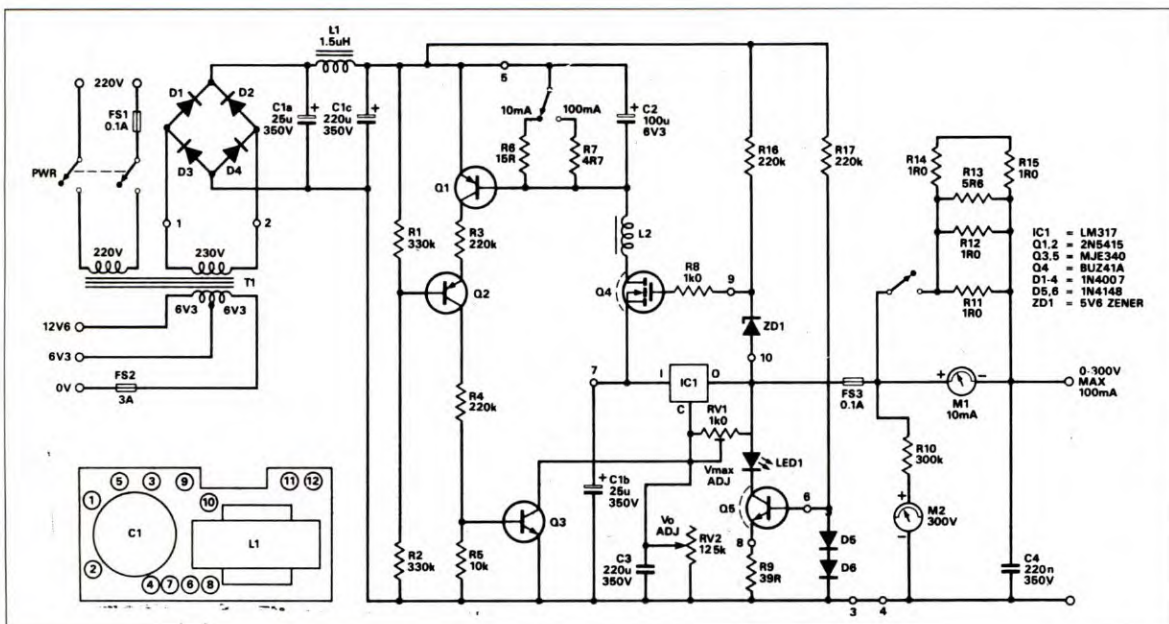 220V
FS1
0.1A
PWR
220V
230V
T1
6V3
6V3
12V6
6V3
0V
FS2
3A
D1
D2
D3
D4
1
2
L1
1.5uH
C1a
25u
350V
+
C1c
220u
350V
+
5
10mA
100mA
R6
15R
R7
4R7
C2
100u
6V3
+
Q1
R1
330k
R3
220k
Q2
R4
220k
R2
330k
R5
10k
Q3
L2
Q4
R8
1k0
9
R16
220k
R17
220k
ZD1
10
7
I
IC1
O
C
RV1
1k0
Vmax
ADJ
LED1
C1b
25u
350V
+
Q5
6
8
Vo
ADJ
RV2
125k
C3
220u
350V
R9
39R
D5
D6
3
4
FS3
0.1A
R14
1R0
R15
1R0
R13
5R6
R12
1R0
R11
1R0
+
-
M1
10mA
R10
300k
+
-
M2
300V
C4
220n
350V
0-300V
MAX
100mA
IC1 = LM317
Q1,2 = 2N5415
Q3,5 = MJE340
Q4 = BUZ41A
D1-4 = 1N4007
D5,6 = 1N4148
ZD1 = 5V6 ZENER
1
5
3
9
10
11
12
C1
L1
2
4
7
6
8